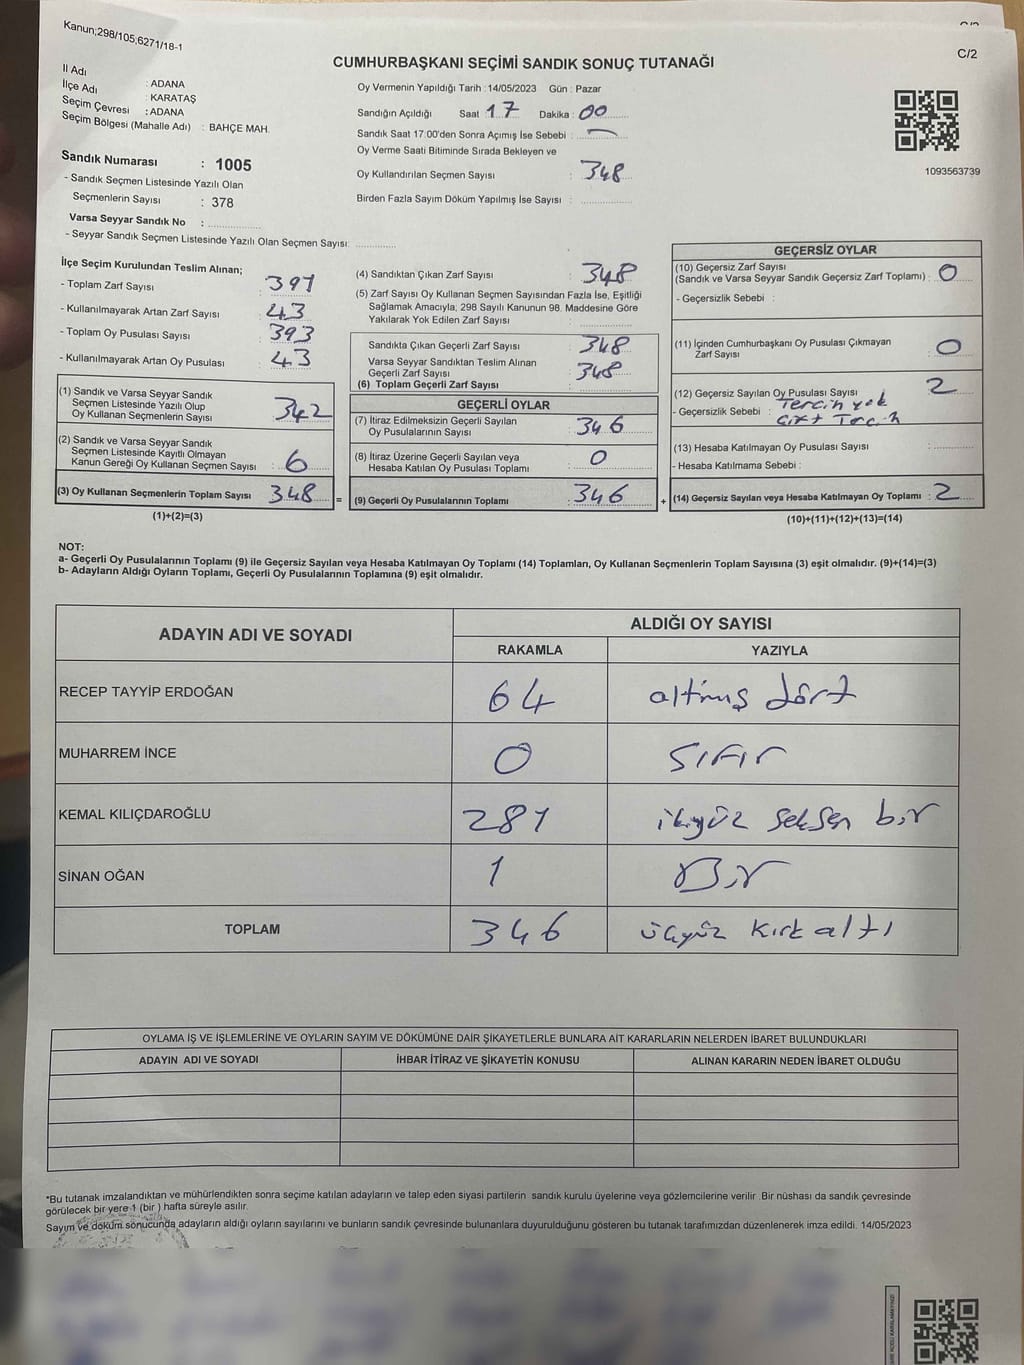 Kanun;298/105;6271/18-1
C/2
CUMHURBAŞKANI SEÇİMİ SANDIK SONUÇ TUTANAĞI
İl Adı : ADANA
İlçe Adı : KARATAŞ
Seçim Çevresi : ADANA
Seçim Bölgesi (Mahalle Adı) : BAHÇE MAH.
Sandık Numarası : 1005
- Sandık Seçmen Listesinde Yazılı Olan
Seçmenlerin Sayısı : 378
Varsa Seyyar Sandık No :
- Seyyar Sandık Seçmen Listesinde Yazılı Olan Seçmen Sayısı:
Oy Vermenin Yapıldığı Tarih : 14/05/2023 Gün : Pazar
Sandığın Açıldığı Saat 17 Dakika : 00
Sandık Saat 17:00'den Sonra Açımış İse Sebebi : —
Oy Verme Saati Bitiminde Sırada Bekleyen ve
Oy Kullandırılan Seçmen Sayısı : 348
Birden Fazla Sayım Döküm Yapılmış İse Sayısı :
1093563739
İlçe Seçim Kurulundan Teslim Alınan;
- Toplam Zarf Sayısı : 391
- Kullanılmayarak Artan Zarf Sayısı : 43
- Toplam Oy Pusulası Sayısı : 393
- Kullanılmayarak Artan Oy Pusulası : 43
(1) Sandık ve Varsa Seyyar Sandık
Seçmen Listesinde Yazılı Olup
Oy Kullanan Seçmenlerin Sayısı : 342
(2) Sandık ve Varsa Seyyar Sandık
Seçmen Listesinde Kayıtlı Olmayan
Kanun Gereği Oy Kullanan Seçmen Sayısı : 6
(3) Oy Kullanan Seçmenlerin Toplam Sayısı : 348 =
(1)+(2)=(3)
(4) Sandıktan Çıkan Zarf Sayısı : 348
(5) Zarf Sayısı Oy Kullanan Seçmen Sayısından Fazla İse, Eşitliği
Sağlamak Amacıyla, 298 Sayılı Kanunun 98. Maddesine Göre
Yakılarak Yok Edilen Zarf Sayısı :
Sandıkta Çıkan Geçerli Zarf Sayısı : 348
Varsa Seyyar Sandıktan Teslim Alınan
Geçerli Zarf Sayısı : 348
(6) Toplam Geçerli Zarf Sayısı :
GEÇERLİ OYLAR
(7) İtiraz Edilmeksizin Geçerli Sayılan
Oy Pusulalarının Sayısı : 346
(8) İtiraz Üzerine Geçerli Sayılan veya
Hesaba Katılan Oy Pusulası Toplamı : 0
(9) Geçerli Oy Pusulalarının Toplamı : 346 +
GEÇERSİZ OYLAR
(10) Geçersiz Zarf Sayısı
(Sandık ve Varsa Seyyar Sandık Geçersiz Zarf Toplamı) : 0
- Geçersizlik Sebebi :
(11) İçinden Cumhurbaşkanı Oy Pusulası Çıkmayan
Zarf Sayısı : 0
(12) Geçersiz Sayılan Oy Pusulası Sayısı : 2
- Geçersizlik Sebebi : Tercih yok
Çift Tercih
(13) Hesaba Katılmayan Oy Pusulası Sayısı :
- Hesaba Katılmama Sebebi :
(14) Geçersiz Sayılan veya Hesaba Katılmayan Oy Toplamı : 2
(10)+(11)+(12)+(13)=(14)
NOT:
a- Geçerli Oy Pusulalarının Toplamı (9) ile Geçersiz Sayılan veya Hesaba Katılmayan Oy Toplamı (14) Toplamları, Oy Kullanan Seçmenlerin Toplam Sayısına (3) eşit olmalıdır. (9)+(14)=(3)
b- Adayların Aldığı Oyların Toplamı, Geçerli Oy Pusulalarının Toplamına (9) eşit olmalıdır.
ADAYIN ADI VE SOYADI ALDIĞI OY SAYISI
RAKAMLA YAZIYLA
RECEP TAYYİP ERDOĞAN 64 altmış dört
MUHARREM İNCE 0 sıfır
KEMAL KILIÇDAROĞLU 281 ikiyüz seksen bir
SİNAN OĞAN 1 Bir
TOPLAM 346 üçyüz kırk altı
OYLAMA İŞ VE İŞLEMLERİNE VE OYLARIN SAYIM VE DÖKÜMÜNE DAİR ŞİKAYETLERLE BUNLARA AİT KARARLARIN NELERDEN İBARET BULUNDUKLARI
ADAYIN ADI VE SOYADI İHBAR İTİRAZ VE ŞİKAYETİN KONUSU ALINAN KARARIN NEDEN İBARET OLDUĞU
*Bu tutanak imzalandıktan ve mühürlendikten sonra seçime katılan adayların ve talep eden siyasi partilerin sandık kurulu üyelerine veya gözlemcilerine verilir .Bir nüshası da sandık çevresinde
görülecek bir yere 1 (bir ) hafta süreyle asılır.
Sayım ve döküm sonucunda adayların aldığı oyların sayılarını ve bunların sandık çevresinde bulunanlara duyurulduğunu gösteren bu tutanak tarafımızdan düzenlenerek imza edildi. 14/05/2023